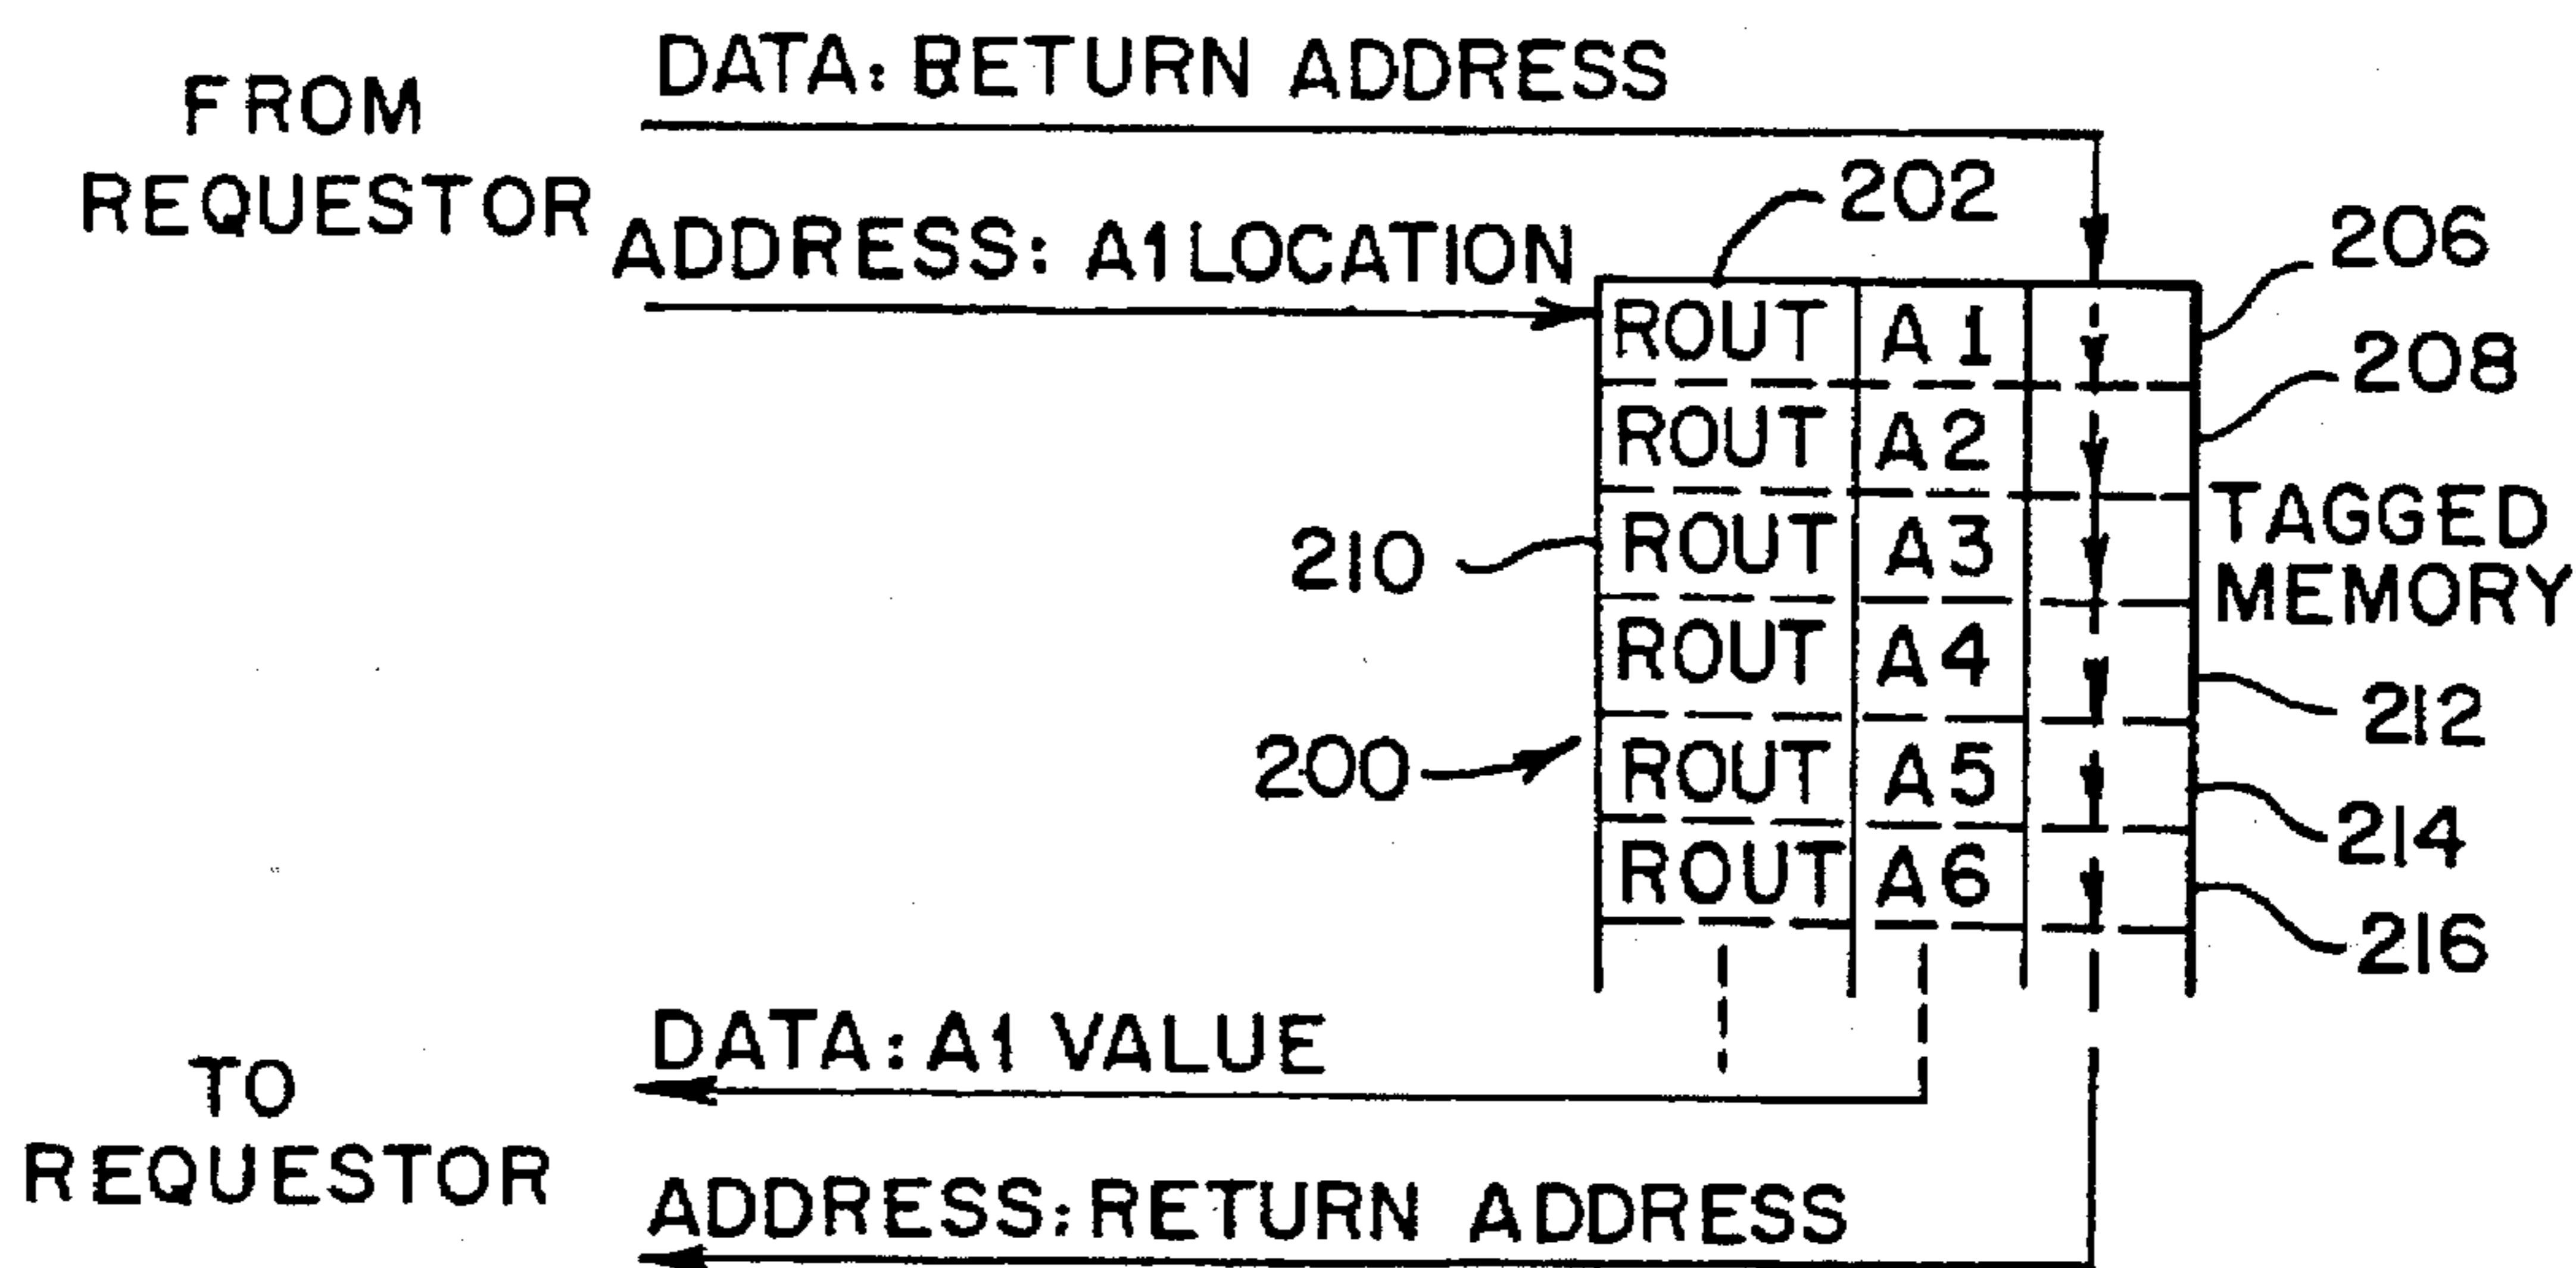 DATA: RETURN ADDRESS
FROM
REQUESTOR
202
ADDRESS: A1 LOCATION
206
ROUT A1
208
ROUT A2
TAGGED
MEMORY
210
ROUT A3
ROUT A4
212
200
ROUT A5
214
ROUT A6
216
DATA: A1 VALUE
TO
REQUESTOR
ADDRESS: RETURN ADDRESS